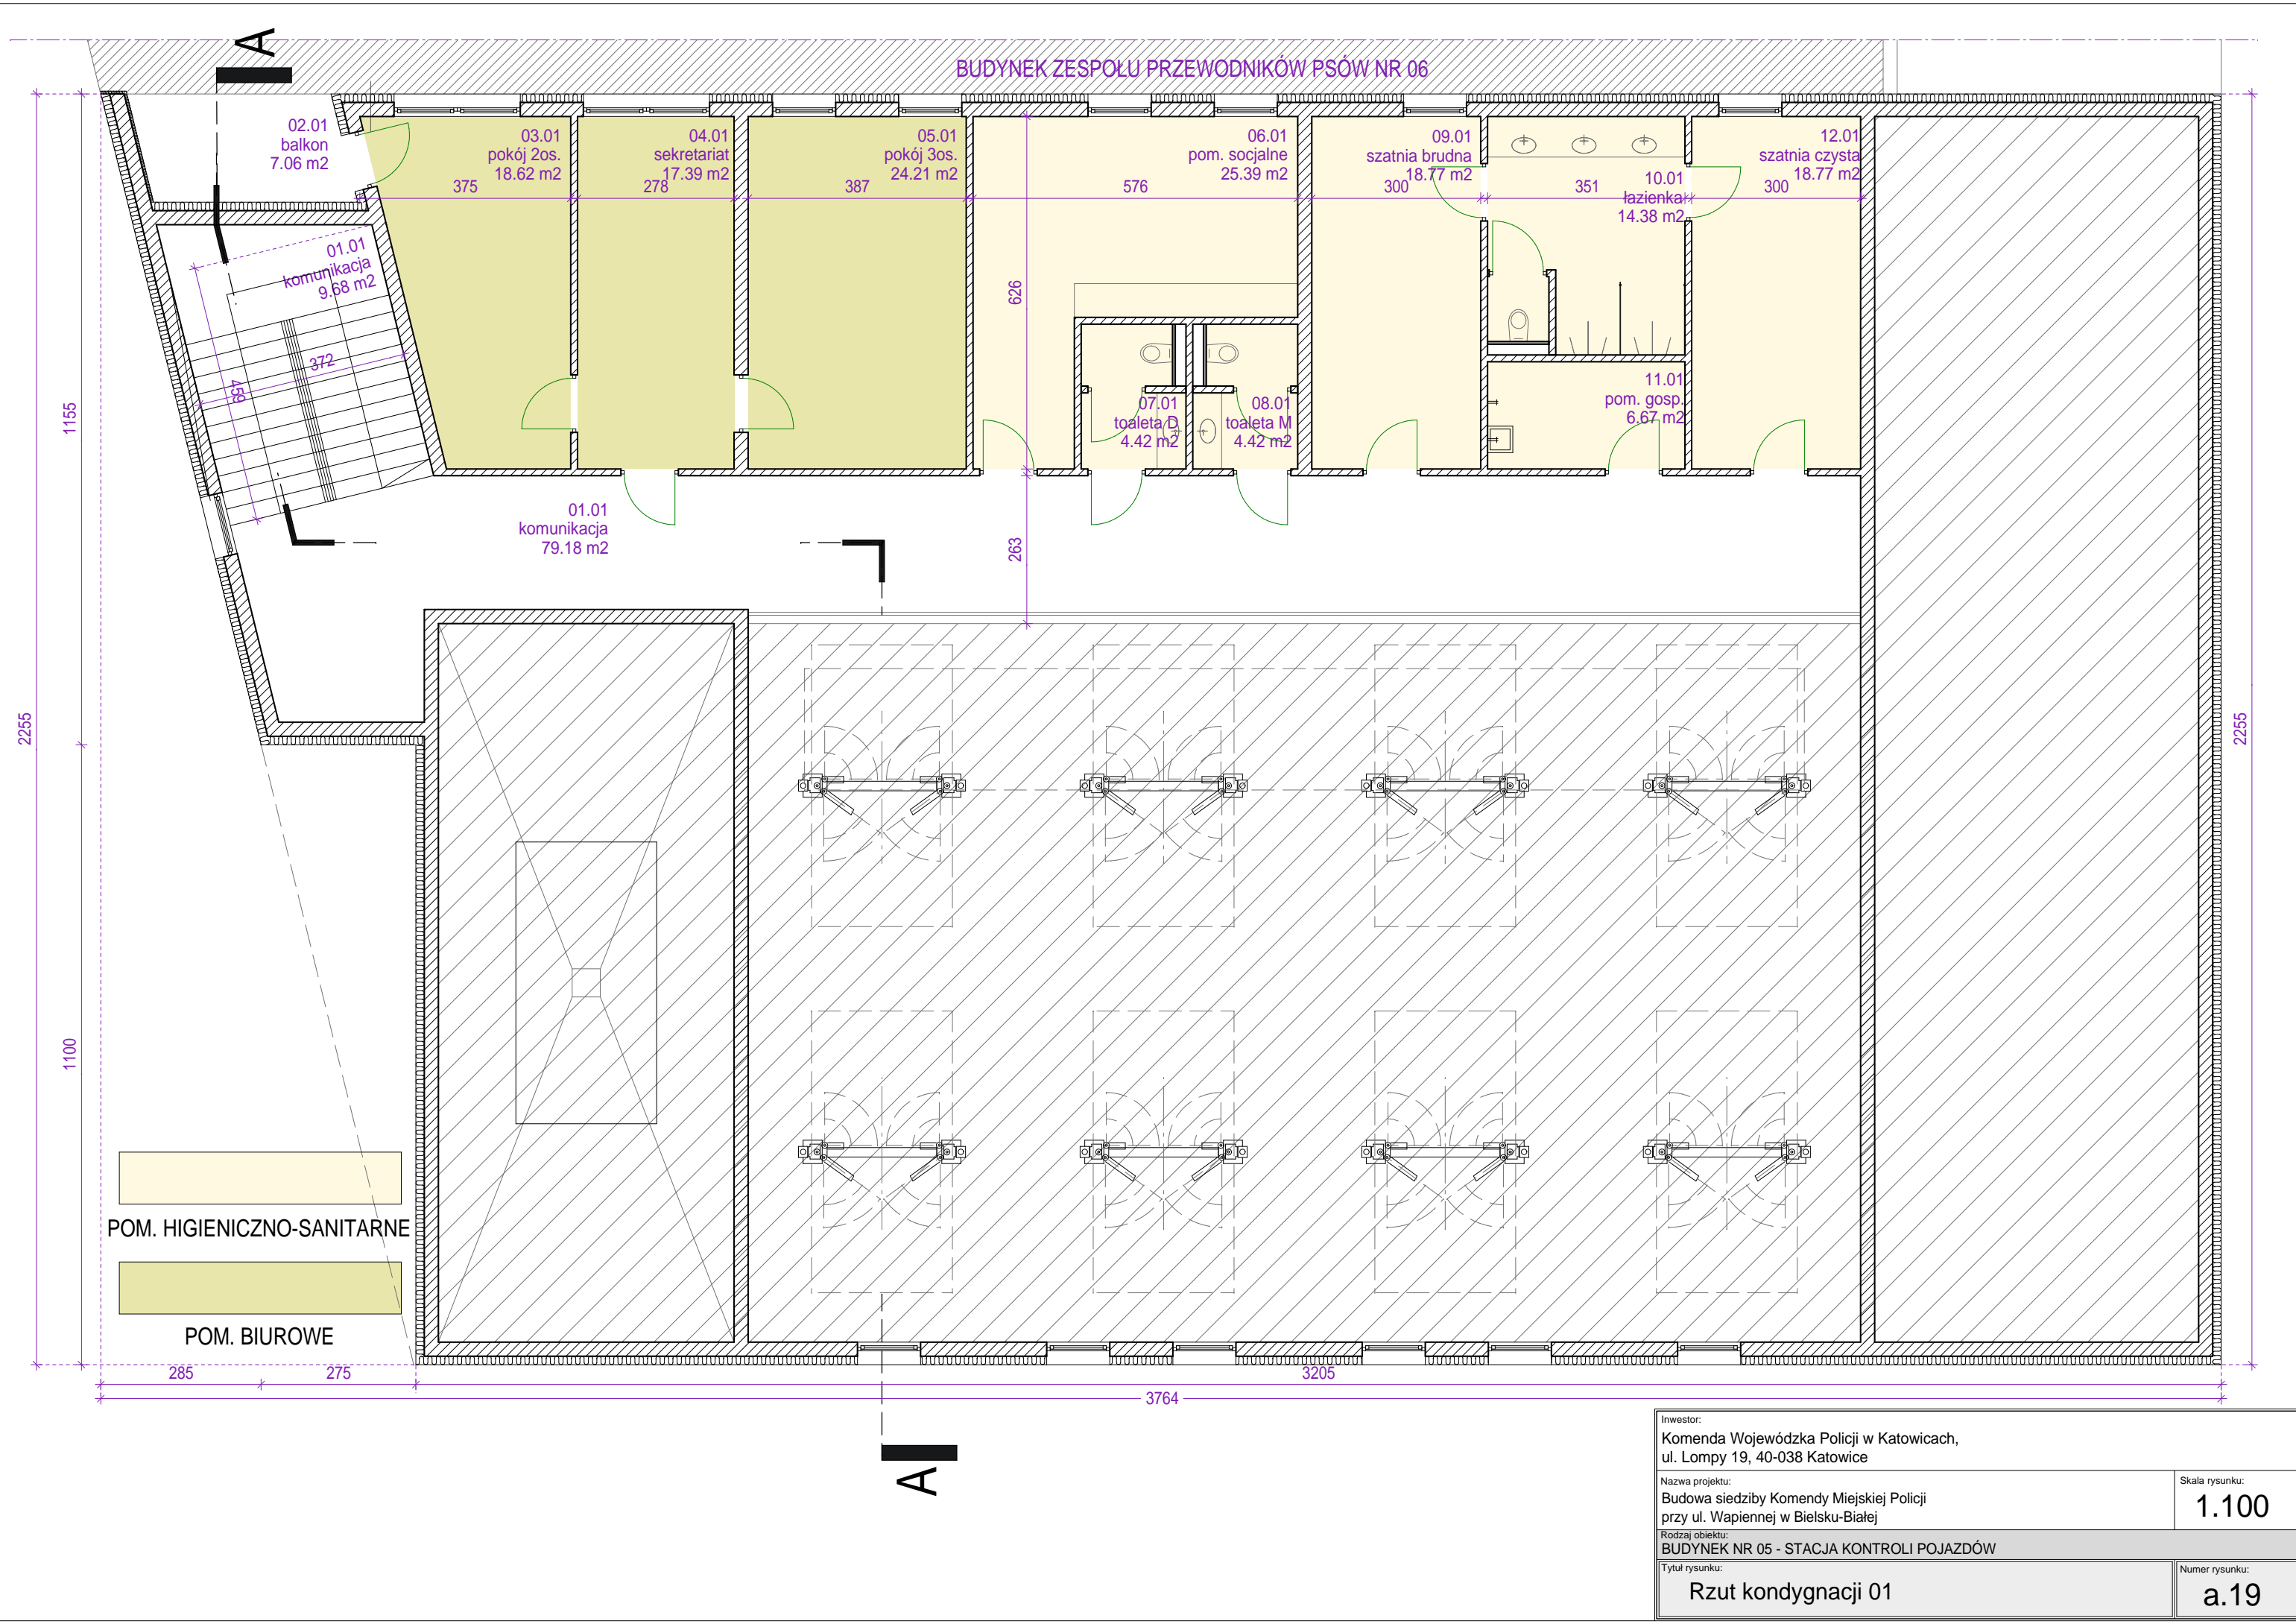 A
BUDYNEK ZESPOŁU PRZEWODNIKÓW PSÓW NR 06
02.01
balkon
7.06 m2
03.01
pokój 2os.
18.62 m2
375
04.01
sekretariat
17.39 m2
278
05.01
pokój 3os.
24.21 m2
387
06.01
pom. socjalne
25.39 m2
576
09.01
szatnia brudna
18.77 m2
300
10.01
łazienka
14.38 m2
351
12.01
szatnia czysta
18.77 m2
300
01.01
komunikacja
9.68 m2
372
459
626
07.01
toaleta D
4.42 m2
08.01
toaleta M
4.42 m2
11.01
pom. gosp.
6.67 m2
01.01
komunikacja
79.18 m2
263
1155
2255
1100
2255
POM. HIGIENICZNO-SANITARNE
POM. BIUROWE
285
275
3205
3764
A
Inwestor:
Komenda Wojewódzka Policji w Katowicach,
ul. Lompy 19, 40-038 Katowice
Nazwa projektu:
Budowa siedziby Komendy Miejskiej Policji
przy ul. Wapiennej w Bielsku-Białej
Skala rysunku:
1.100
Rodzaj obiektu:
BUDYNEK NR 05 - STACJA KONTROLI POJAZDÓW
Tytuł rysunku:
Rzut kondygnacji 01
Numer rysunku:
a.19